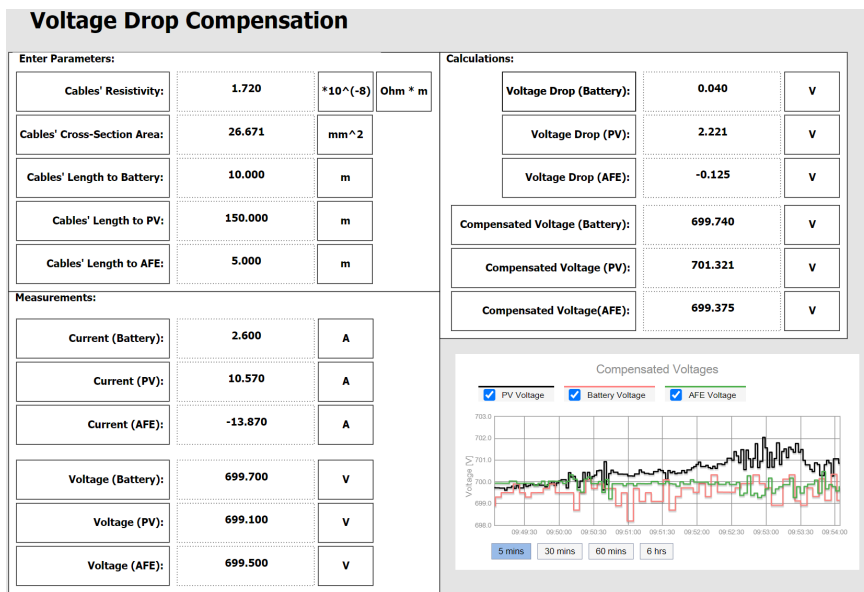 Voltage Drop Compensation
Enter Parameters:
Cables' Resistivity: 1.720 *10^(-8) Ohm * m
Cables' Cross-Section Area: 26.671 mm^2
Cables' Length to Battery: 10.000 m
Cables' Length to PV: 150.000 m
Cables' Length to AFE: 5.000 m
Measurements:
Current (Battery): 2.600 A
Current (PV): 10.570 A
Current (AFE): -13.870 A
Voltage (Battery): 699.700 V
Voltage (PV): 699.100 V
Voltage (AFE): 699.500 V
Calculations:
Voltage Drop (Battery): 0.040 V
Voltage Drop (PV): 2.221 V
Voltage Drop (AFE): -0.125 V
Compensated Voltage (Battery): 699.740 V
Compensated Voltage (PV): 701.321 V
Compensated Voltage(AFE): 699.375 V
Compensated Voltages
PV Voltage Battery Voltage AFE Voltage
Voltage [V]
703.0
702.0
701.0
700.0
699.0
698.0
09:49:30 09:50:00 09:50:30 09:51:00 09:51:30 09:52:00 09:52:30 09:53:00 09:53:30 09:54:00
5 mins 30 mins 60 mins 6 hrs